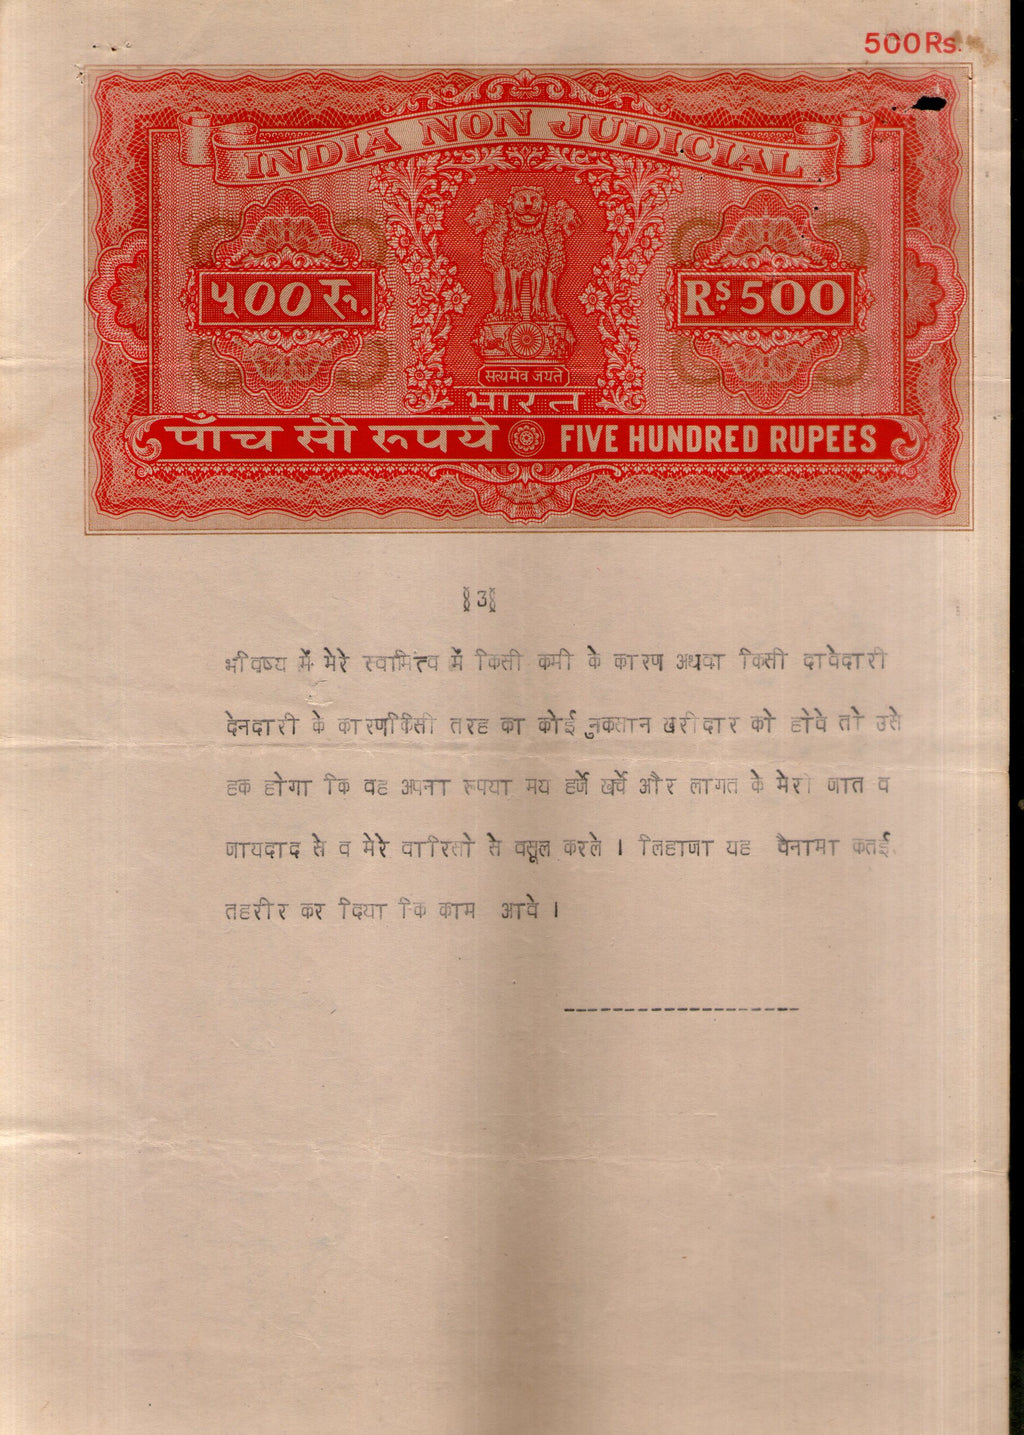 500 Rs.
INDIA NON JUDICIAL
५00 रू.
RS. 500
सत्यमेव जयते
भारत
पाँच सौ रूपये FIVE HUNDRED RUPEES
§3§
भविष्य में मेरे स्वामित्व में किसी कमी के कारण अथवा किसी दावेदारी
देनदारी के कारण किसी तरह का कोई नुकसान खरीदार को होवे तो उसे
हक होगा कि वह अपना रूपया मय हर्जे खर्चे और लागत के मेरी जात व
जायदाद से व मेरे वारिसो से वसूल करले ।  लिहाजा यह बैनामा कतई
तहरीर कर दिया कि काम आवे ।